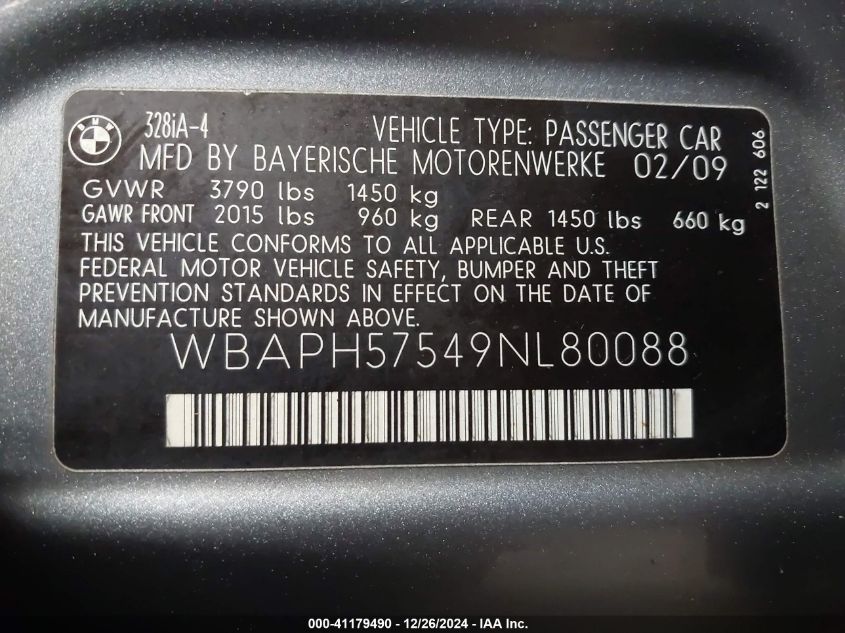 BMW
328iA-4 VEHICLE TYPE: PASSENGER CAR
MFD BY BAYERISCHE MOTORENWERKE 02/09
GVWR 3790 lbs 1450 kg
GAWR FRONT 2015 lbs 960 kg REAR 1450 lbs 660 kg
THIS VEHICLE CONFORMS TO ALL APPLICABLE U.S.
FEDERAL MOTOR VEHICLE SAFETY, BUMPER AND THEFT
PREVENTION STANDARDS IN EFFECT ON THE DATE OF
MANUFACTURE SHOWN ABOVE.
WBAPH57549NL80088
2 122 606
000-41179490 - 12/26/2024 - IAA Inc.